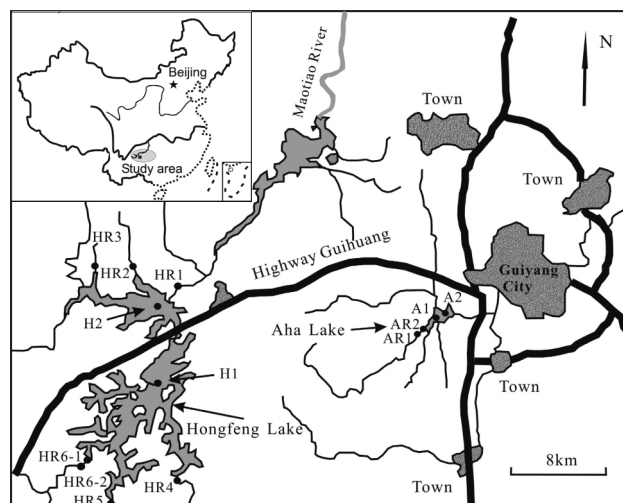 Beijing
Study area
Maotiao River
N
Town
Town
HR3
HR2
HR1
Highway Guihuang
Guiyang
City
H2
A1
A2
Aha Lake
AR2
AR1
H1
Town
Hongfeng Lake
HR6-1
HR6-2
HR5
HR4
Town
8km